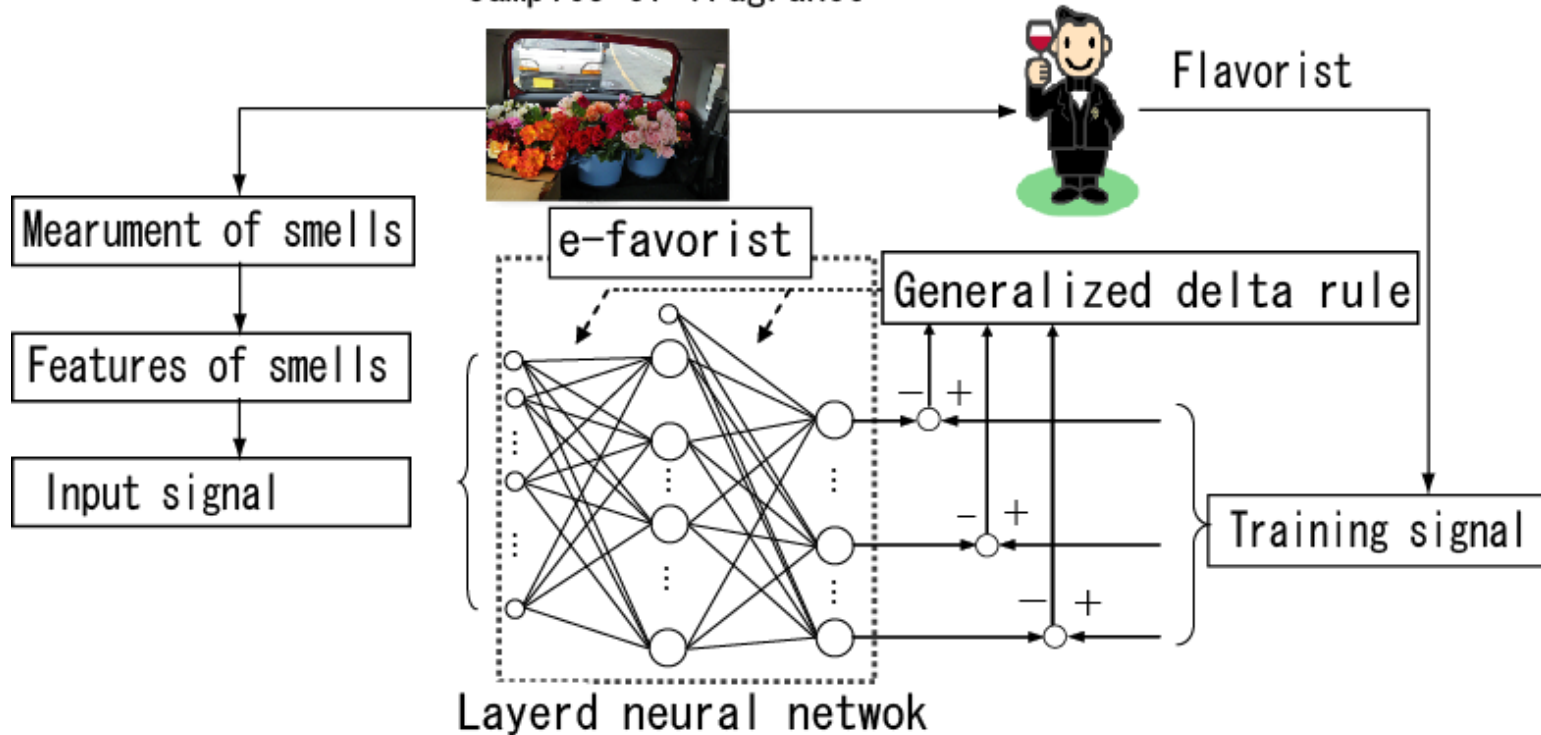 Flavorist
Mearument of smells
e-favorist
Generalized delta rule
Features of smells
- +
Input signal
- +
Training signal
- +
Layerd neural netwok